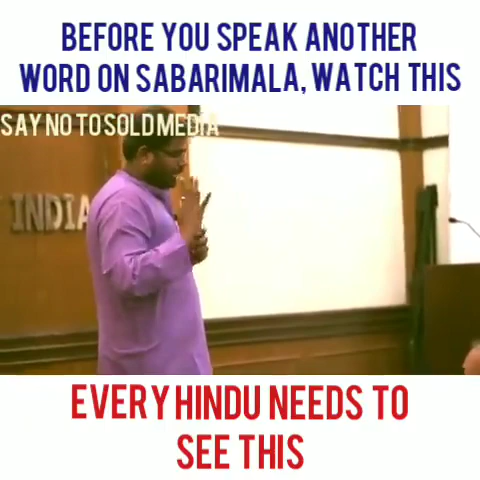 BEFORE YOU SPEAK ANOTHER
WORD ON SABARIMALA, WATCH THIS
SAY NO TO SOLD MEDIA
INDIA
EVERY HINDU NEEDS TO
SEE THIS